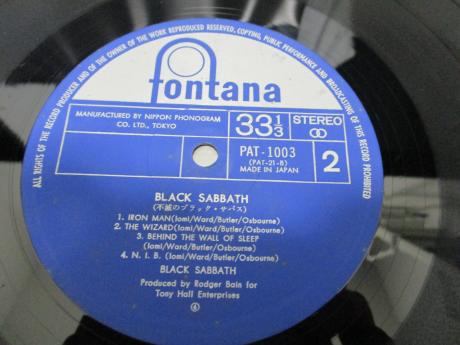 ALL RIGHTS OF THE RECORD PRODUCER AND OF THE OWNER OF THE WORK REPRODUCED RESERVED, COPYING, PUBLIC PERFORMANCE AND BROADCASTING OF THIS RECORD PROHIBITED
fontana
MANUFACTURED BY NIPPON PHONOGRAM CO. LTD., TOKYO
33 1/3
STEREO
PAT-1003
(PAT-21-B)
MADE IN JAPAN
2
BLACK SABBATH
(不滅のブラック・サバス)
1. IRON MAN(Iomi/Ward/Butler/Osbourne)
2. THE WIZARD(Iomi/Ward/Butler/Osbourne)
3. BEHIND THE WALL OF SLEEP
(Iomi/Ward/Butler/Osbourne)
4. N. I. B. (Iomi/Ward/Butler/Osbourne)
BLACK SABBATH
Produced by Rodger Bain for
Tony Hall Enterprises